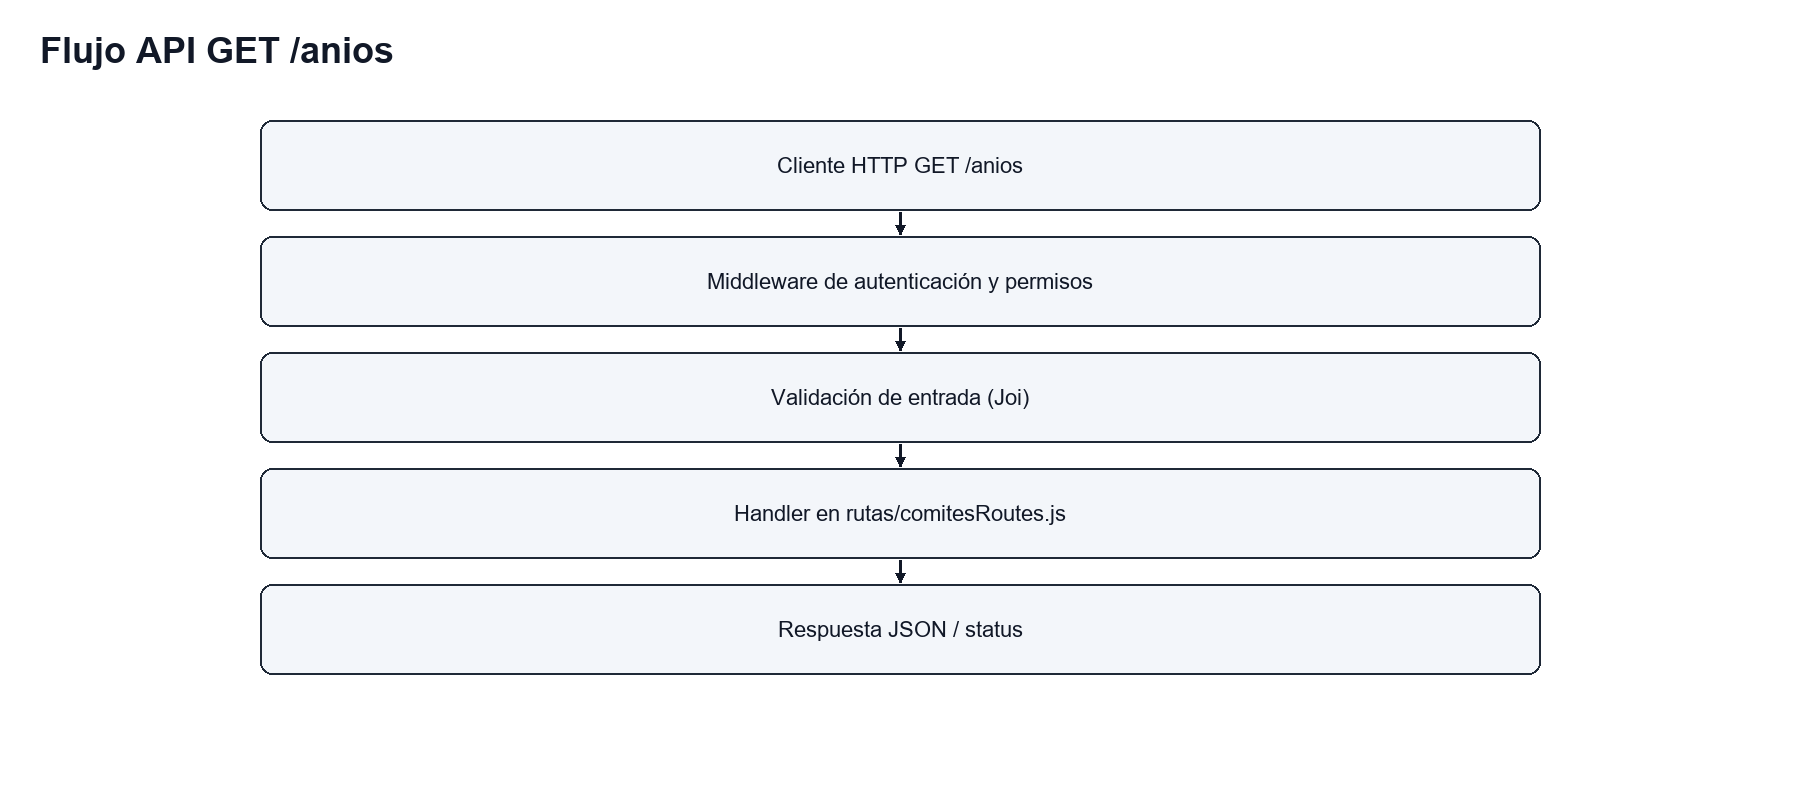 Flujo API GET /anios
Cliente HTTP GET /anios
Middleware de autenticación y permisos
Validación de entrada (Joi)
Handler en rutas/comitesRoutes.js
Respuesta JSON / status